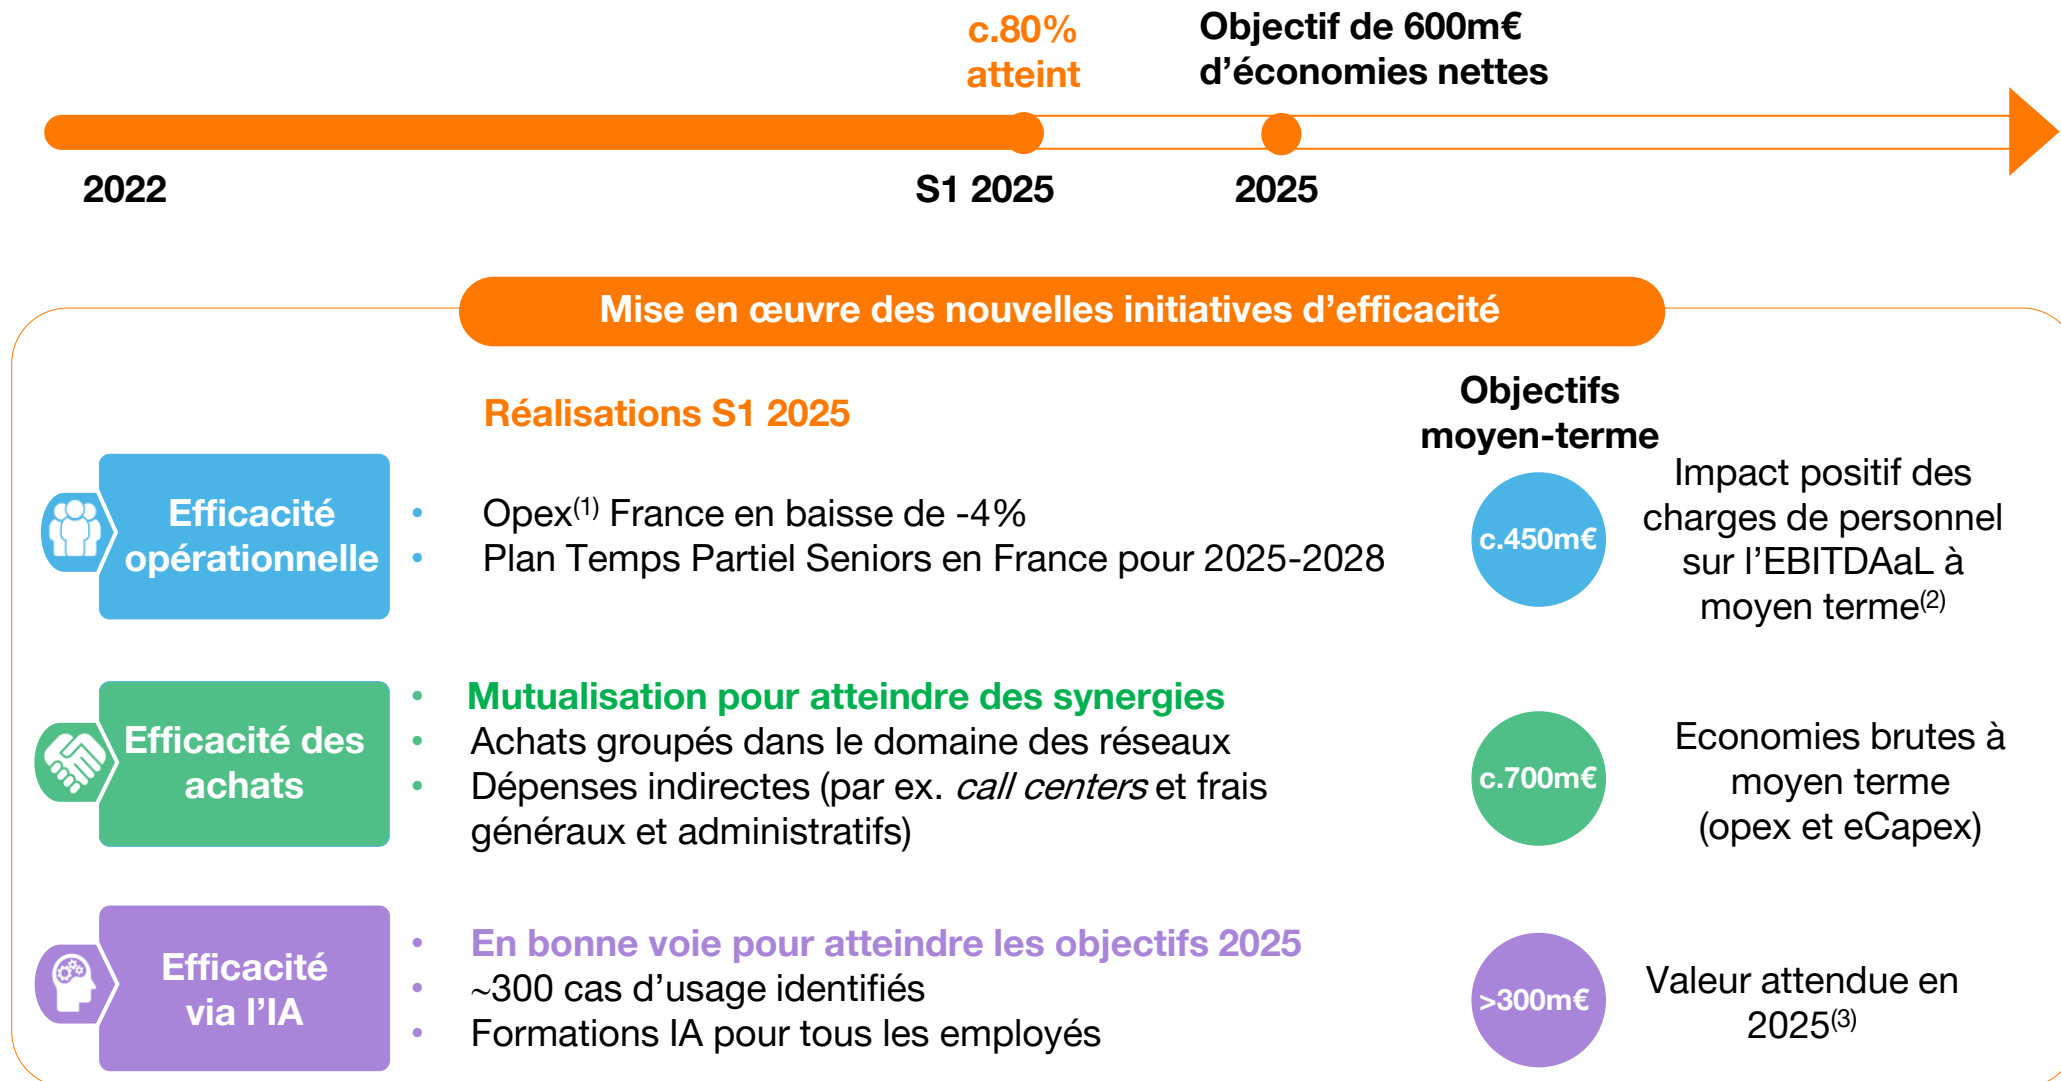 c.80%
atteint
Objectif de 600m€
d’économies nettes
2022
S1 2025
2025
Mise en œuvre des nouvelles initiatives d’efficacité
Réalisations S1 2025
Objectifs
moyen-terme
Efficacité
opérationnelle
• Opex(1) France en baisse de -4%
• Plan Temps Partiel Seniors en France pour 2025-2028
c.450m€
Impact positif des
charges de personnel
sur l’EBITDAaL à
moyen terme(2)
Efficacité des
achats
• Mutualisation pour atteindre des synergies
• Achats groupés dans le domaine des réseaux
• Dépenses indirectes (par ex. call centers et frais
généraux et administratifs)
c.700m€
Economies brutes à
moyen terme
(opex et eCapex)
Efficacité
via l’IA
• En bonne voie pour atteindre les objectifs 2025
• ~300 cas d’usage identifiés
• Formations IA pour tous les employés
>300m€
Valeur attendue en
2025(3)